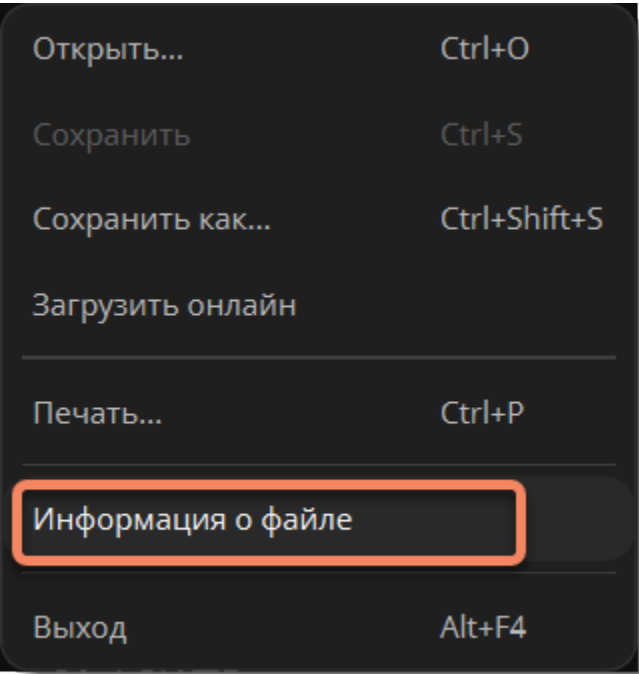 Открыть... Ctrl+O
Сохранить Ctrl+S
Сохранить как... Ctrl+Shift+S
Загрузить онлайн
Печать... Ctrl+P
Информация о файле
Выход Alt+F4